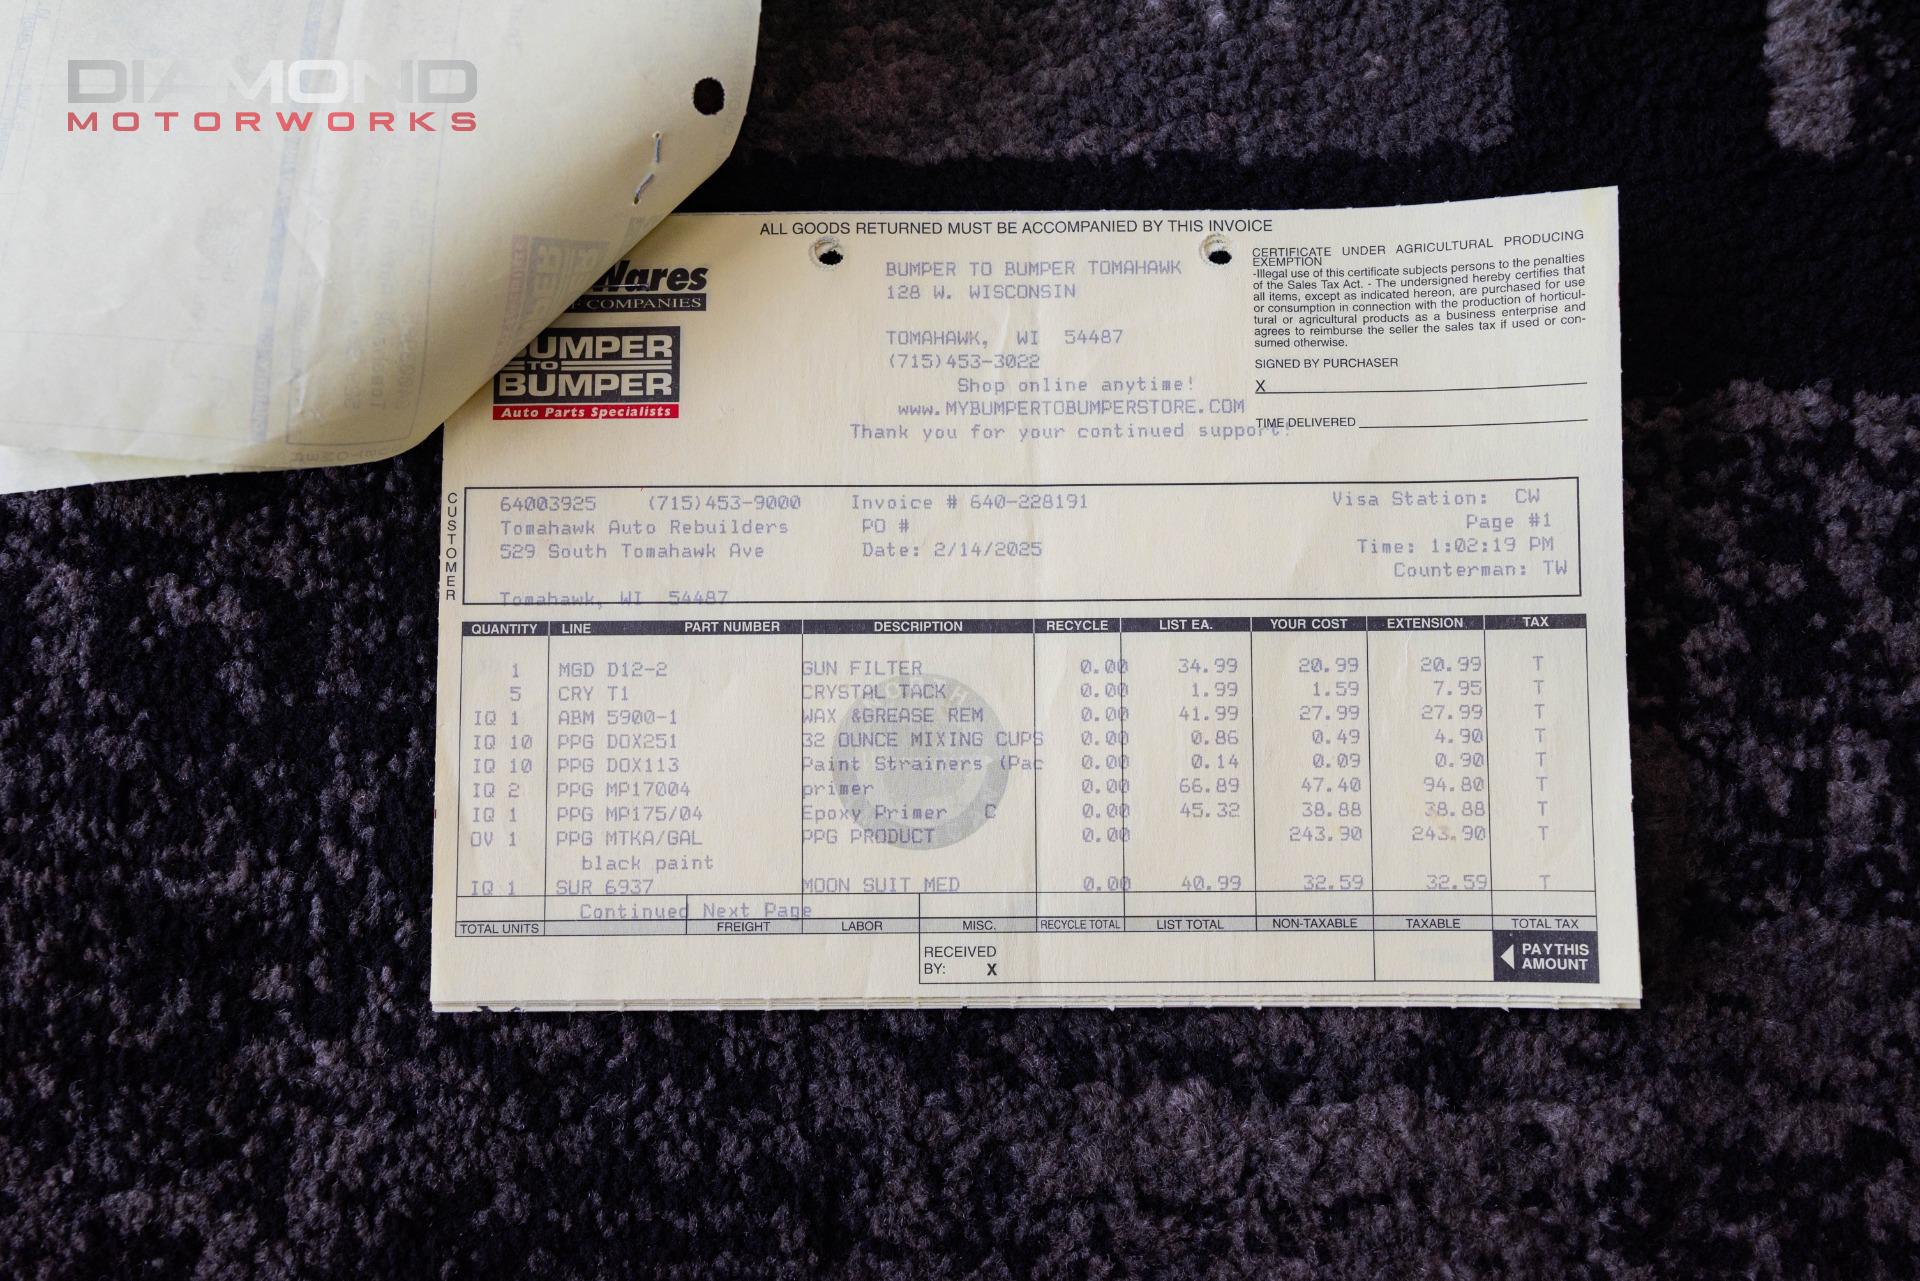 DIAMOND
MOTORWORKS
ALL GOODS RETURNED MUST BE ACCOMPANIED BY THIS INVOICE
Wares
COMPANIES
BUMPER
TO
BUMPER
Auto Parts Specialists
BUMPER TO BUMPER TOMAHAWK
128 W. WISCONSIN
TOMAHAWK, WI 54487
(715)453-3022
Shop online anytime!
www.MYBUMPERTOBUMPERSTORE.COM
Thank you for your continued support!
CERTIFICATE UNDER AGRICULTURAL PRODUCING
EXEMPTION
-Illegal use of this certificate subjects persons to the penalties
of the Sales Tax Act. - The undersigned hereby certifies that
all items, except as indicated hereon, are purchased for use
or consumption in connection with the production of horticul-
tural or agricultural products as a business enterprise and
agrees to reimburse the seller the sales tax if used or con-
sumed otherwise.
SIGNED BY PURCHASER
X
TIME DELIVERED
CUSTOMER
64003925 (715)453-9000 Invoice # 640-228191 Visa Station: CW
Tomahawk Auto Rebuilders PO # Page #1
529 South Tomahawk Ave Date: 2/14/2025 Time: 1:02:19 PM
Counterman: TW
Tomahawk, WI 54487
QUANTITY LINE PART NUMBER DESCRIPTION RECYCLE LIST EA. YOUR COST EXTENSION TAX
1 MGD D12-2 GUN FILTER 0.00 34.99 20.99 20.99 T
5 CRY T1 CRYSTAL TACK 0.00 1.99 1.59 7.95 T
IQ 1 ABM 5900-1 WAX &GREASE REM 0.00 41.99 27.99 27.99 T
IQ 10 PPG DOX251 32 OUNCE MIXING CUPS 0.00 0.86 0.49 4.90 T
IQ 10 PPG DOX113 Paint Strainers (Pac 0.00 0.14 0.09 0.90 T
IQ 2 PPG MP17004 primer 0.00 66.89 47.40 94.80 T
IQ 1 PPG MP175/04 Epoxy Primer C 0.00 45.32 38.88 38.88 T
OV 1 PPG MTKA/GAL PPG PRODUCT 0.00 243.90 243.90 T
black paint
IQ 1 SUR 6937 MOON SUIT MED 0.00 40.99 32.59 32.59 T
Continued Next Page
TOTAL UNITS FREIGHT LABOR MISC. RECYCLE TOTAL LIST TOTAL NON-TAXABLE TAXABLE TOTAL TAX
RECEIVED
BY: X
PAY THIS
AMOUNT